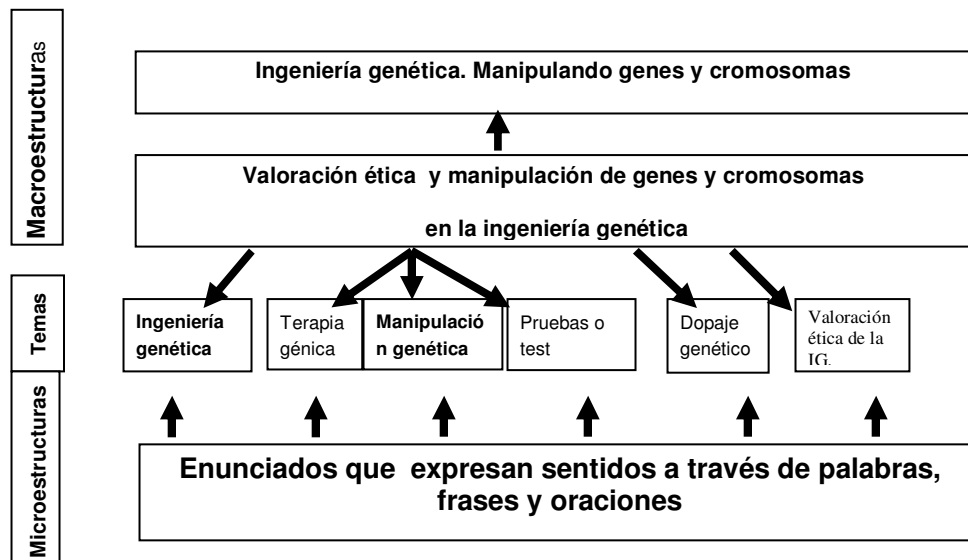 Macroestructuras
Ingeniería genética. Manipulando genes y cromosomas
Valoración ética y manipulación de genes y cromosomas
en la ingeniería genética
Temas
Ingeniería
genética
Terapia
génica
Manipulació
n genética
Pruebas o
test
Dopaje
genético
Valoración
ética de la
IG.
Microestructuras
Enunciados que expresan sentidos a través de palabras,
frases y oraciones